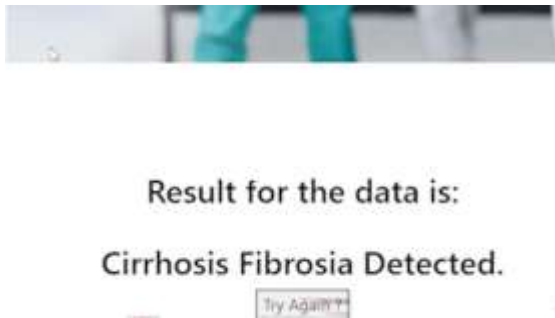 Result for the data is:
Cirrhosis Fibrosia Detected.
Try Again ??